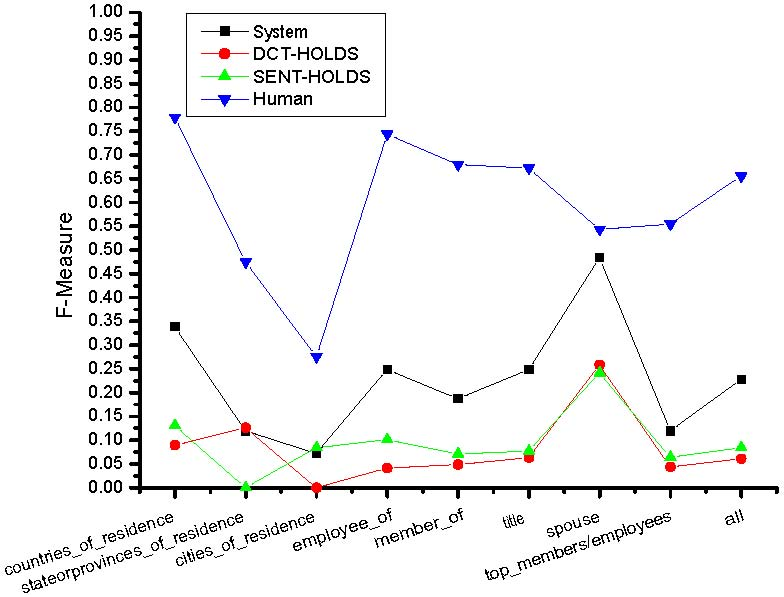 System
DCT-HOLDS
SENT-HOLDS
Human
F-Measure
1.00
0.95
0.90
0.85
0.80
0.75
0.70
0.65
0.60
0.55
0.50
0.45
0.40
0.35
0.30
0.25
0.20
0.15
0.10
0.05
0.00
countries_of_residence
stateorprovinces_of_residence
cities_of_residence
employee_of
member_of
title
spouse
top_members/employees
all